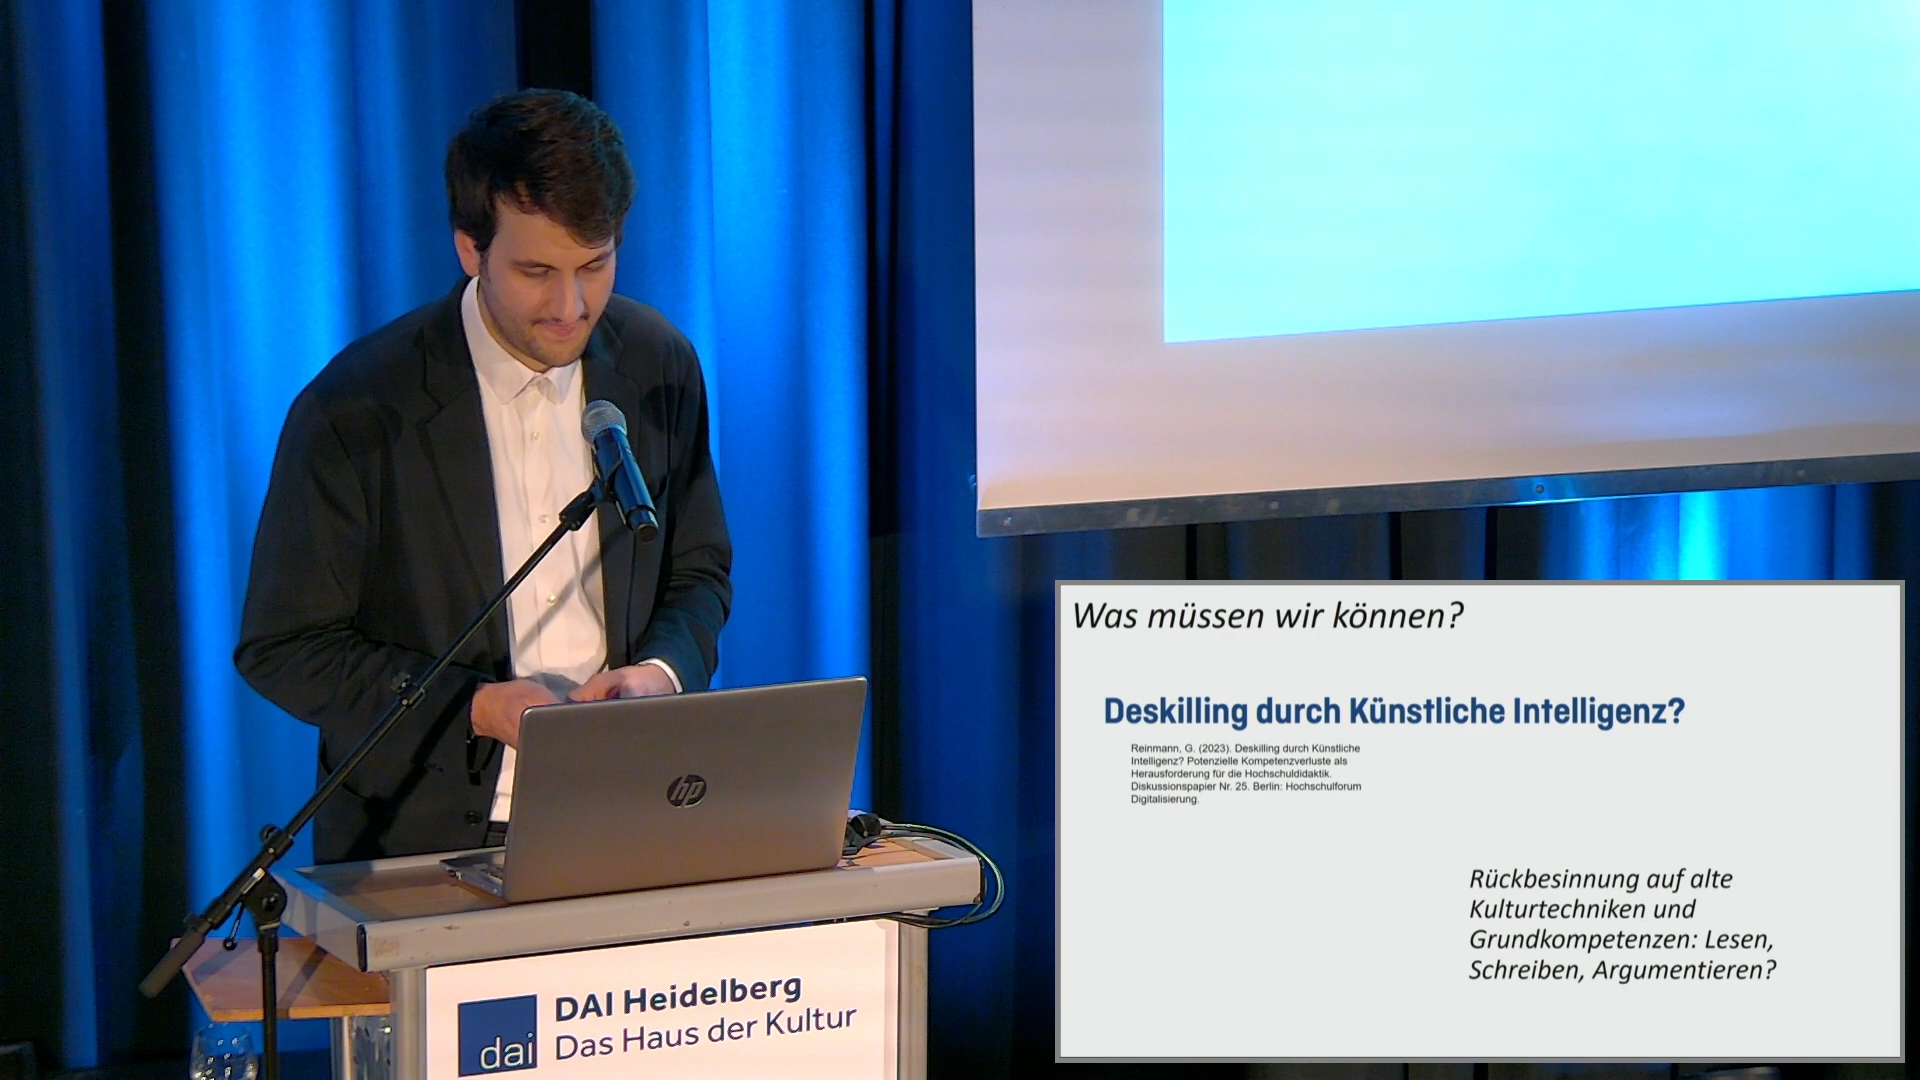 Was müssen wir können?
Deskilling durch Künstliche Intelligenz?
Reinmann, G. (2023). Deskilling durch Künstliche
Intelligenz? Potenzielle Kompetenzverluste als
Herausforderung für die Hochschuldidaktik.
Diskussionspapier Nr. 25. Berlin: Hochschulforum
Digitalisierung.
Rückbesinnung auf alte
Kulturtechniken und
Grundkompetenzen: Lesen,
Schreiben, Argumentieren?
hp
dai
DAI Heidelberg
Das Haus der Kultur